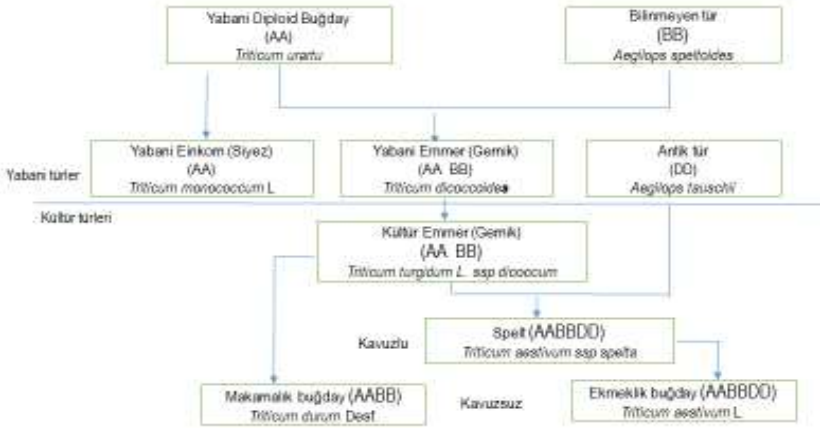 Yabani Diploid Buğday
(AA)
Triticum urartu
Bilinmeyen tür
(BB)
Aegilops speltoides
Yabani Einkorn (Siyez)
(AA)
Triticum monococcum L
Yabani Emmer (Gernik)
(AA BB)
Triticum dicoccoides
Antik tür
(DD)
Aegilops tauschii
Yabani türler
Kültür türleri
Kültür Emmer (Gernik)
(AA BB)
Triticum turgidum L. ssp dicoccum
Kavuzlu
Spelt (AABBDD)
Triticum aestivum ssp spelta
Makarnalık buğday (AABB)
Triticum durum Desf
Kavuzsuz
Ekmeklik buğday (AABBDD)
Triticum aestivum L